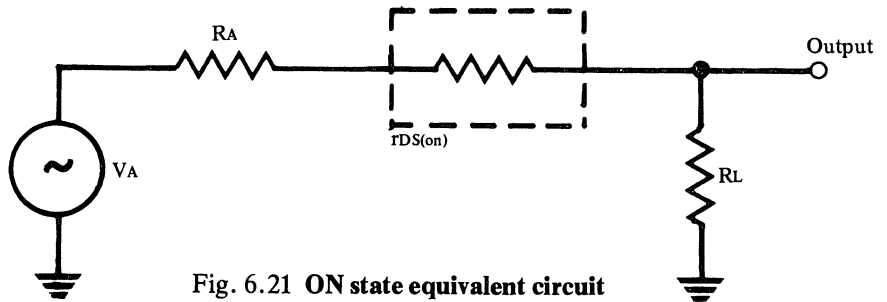 RA
Output
rDS(on)
VA
RL
Fig. 6.21 ON state equivalent circuit